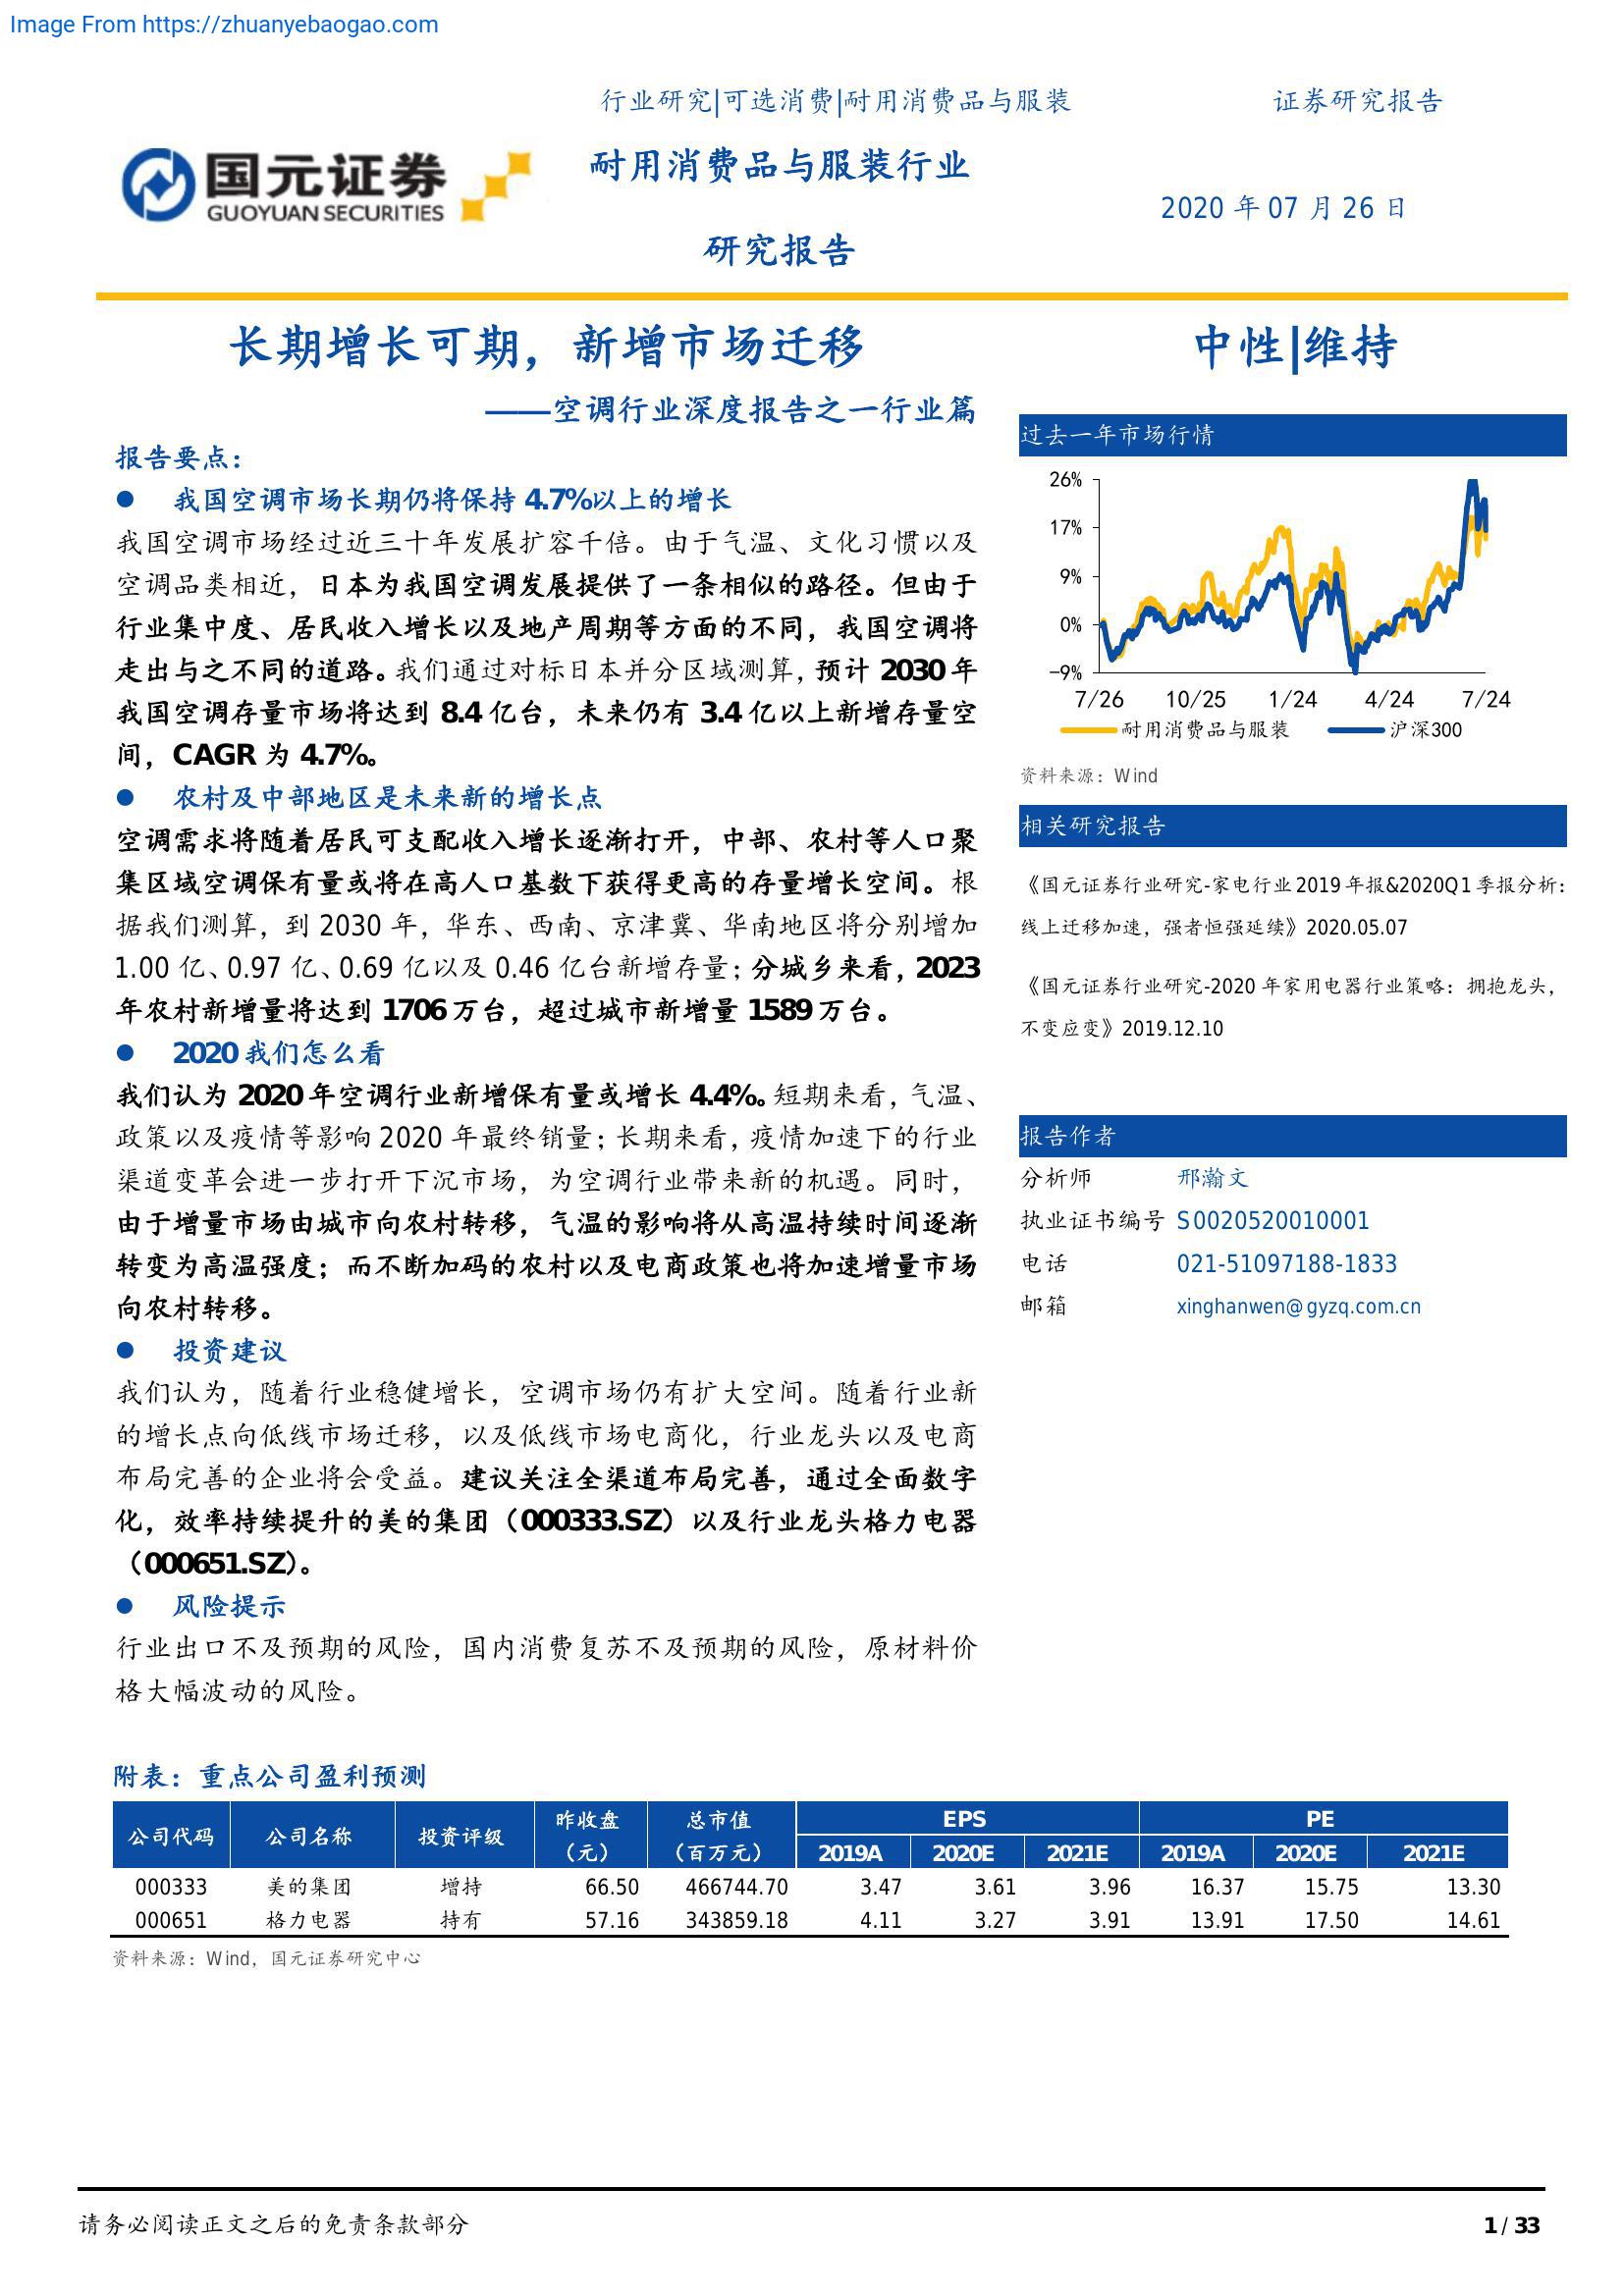 Image From https://zhuanyebaogao.com
行业研究|可选消费|耐用消费品与服装
证券研究报告
国元证券
GUOYUAN SECURITIES
耐用消费品与服装行业
研究报告
2020 年 07 月 26 日
长期增长可期，新增市场迁移
——空调行业深度报告之一行业篇
报告要点：
● 我国空调市场长期仍将保持 4.7%以上的增长
我国空调市场经过近三十年发展扩容千倍。由于气温、文化习惯以及
空调品类相近，日本为我国空调发展提供了一条相似的路径。但由于
行业集中度、居民收入增长以及地产周期等方面的不同，我国空调将
走出与之不同的道路。我们通过对标日本并分区域测算，预计 2030 年
我国空调存量市场将达到 8.4 亿台，未来仍有 3.4 亿以上新增存量空
间，CAGR 为 4.7%。
● 农村及中部地区是未来新的增长点
空调需求将随着居民可支配收入增长逐渐打开，中部、农村等人口聚
集区域空调保有量或将在高人口基数下获得更高的存量增长空间。根
据我们测算，到 2030 年，华东、西南、京津冀、华南地区将分别增加
1.00 亿、0.97 亿、0.69 亿以及 0.46 亿台新增存量；分城乡来看，2023
年农村新增量将达到 1706 万台，超过城市新增量 1589 万台。
● 2020 我们怎么看
我们认为 2020 年空调行业新增保有量或增长 4.4%。短期来看，气温、
政策以及疫情等影响 2020 年最终销量；长期来看，疫情加速下的行业
渠道变革会进一步打开下沉市场，为空调行业带来新的机遇。同时，
由于增量市场由城市向农村转移，气温的影响将从高温持续时间逐渐
转变为高温强度；而不断加码的农村以及电商政策也将加速增量市场
向农村转移。
● 投资建议
我们认为，随着行业稳健增长，空调市场仍有扩大空间。随着行业新
的增长点向低线市场迁移，以及低线市场电商化，行业龙头以及电商
布局完善的企业将会受益。建议关注全渠道布局完善，通过全面数字
化，效率持续提升的美的集团（000333.SZ）以及行业龙头格力电器
（000651.SZ）。
● 风险提示
行业出口不及预期的风险，国内消费复苏不及预期的风险，原材料价
格大幅波动的风险。
中性|维持
过去一年市场行情
26%
17%
9%
0%
-9%
7/26 10/25 1/24 4/24 7/24
耐用消费品与服装 沪深300
资料来源：Wind
相关研究报告
《国元证券行业研究-家电行业 2019 年报&2020Q1 季报分析：
线上迁移加速，强者恒强延续》2020.05.07
《国元证券行业研究-2020 年家用电器行业策略：拥抱龙头，
不变应变》2019.12.10
报告作者
分析师 邢瀚文
执业证书编号 S0020520010001
电话 021-51097188-1833
邮箱 xinghanwen@gyzq.com.cn
附表：重点公司盈利预测
公司代码 公司名称 投资评级 昨收盘（元） 总市值（百万元） EPS PE
2019A 2020E 2021E 2019A 2020E 2021E
000333 美的集团 增持 66.50 466744.70 3.47 3.61 3.96 16.37 15.75 13.30
000651 格力电器 持有 57.16 343859.18 4.11 3.27 3.91 13.91 17.50 14.61
资料来源：Wind，国元证券研究中心
请务必阅读正文之后的免责条款部分
1 / 33